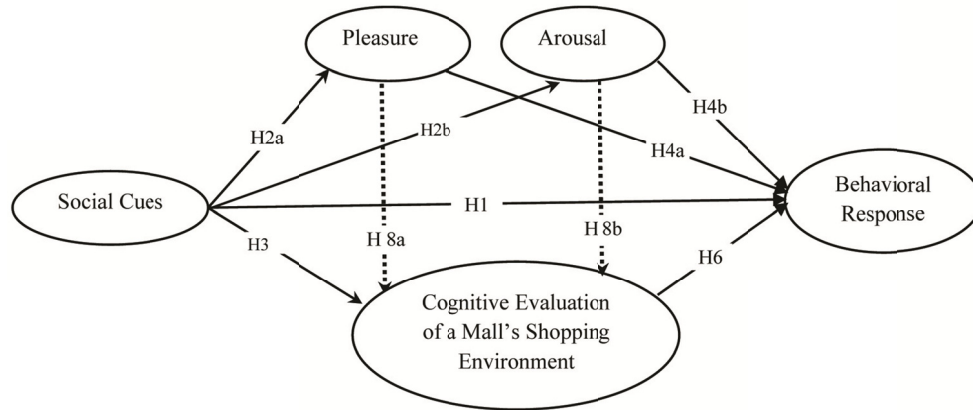 Pleasure
Arousal
H2a
H2b
H4a
H4b
Social Cues
H1
Behavioral
Response
H3
H 8a
H 8b
H6
Cognitive Evaluation
of a Mall's Shopping
Environment